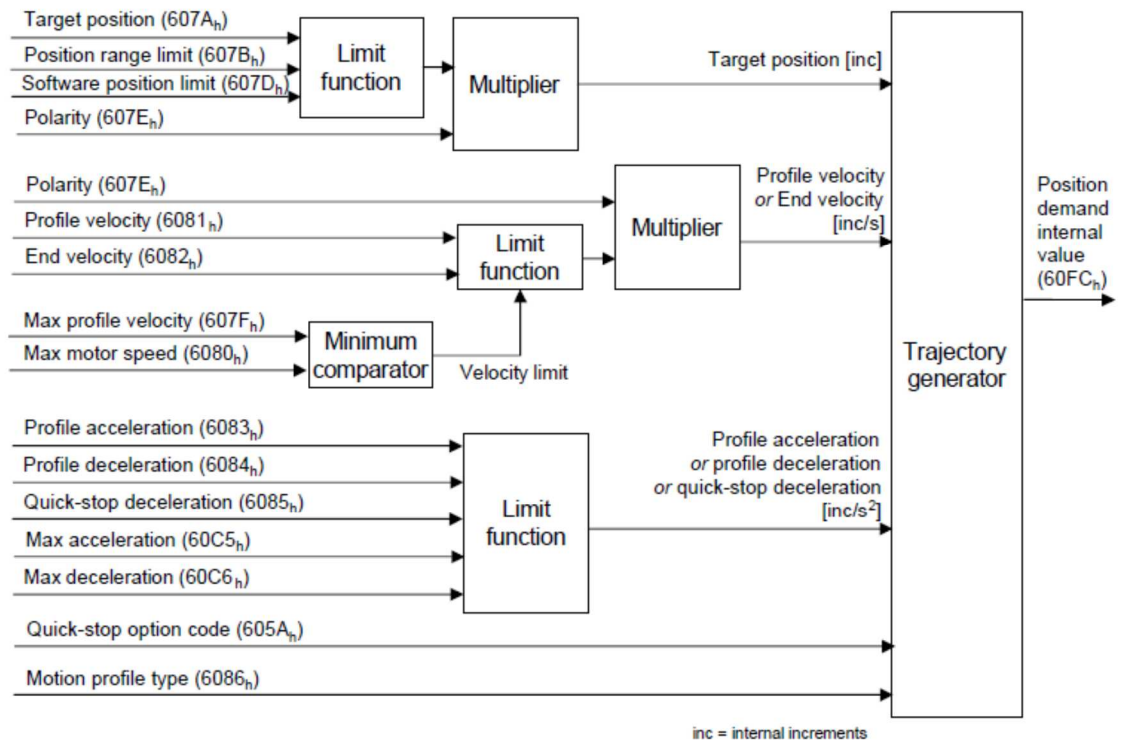 Target position (607Ah)
Position range limit (607Bh)
Software position limit (607Dh)
Polarity (607Eh)
Limit
function
Multiplier
Target position [inc]
Polarity (607Eh)
Profile velocity (6081h)
End velocity (6082h)
Limit
function
Multiplier
Profile velocity
or End velocity
[inc/s]
Max profile velocity (607Fh)
Max motor speed (6080h)
Minimum
comparator
Velocity limit
Profile acceleration (6083h)
Profile deceleration (6084h)
Quick-stop deceleration (6085h)
Max acceleration (60C5h)
Max deceleration (60C6h)
Limit
function
Profile acceleration
or profile deceleration
or quick-stop deceleration
[inc/s²]
Quick-stop option code (605Ah)
Motion profile type (6086h)
Trajectory
generator
Position
demand
internal
value
(60FCh)
inc = internal increments